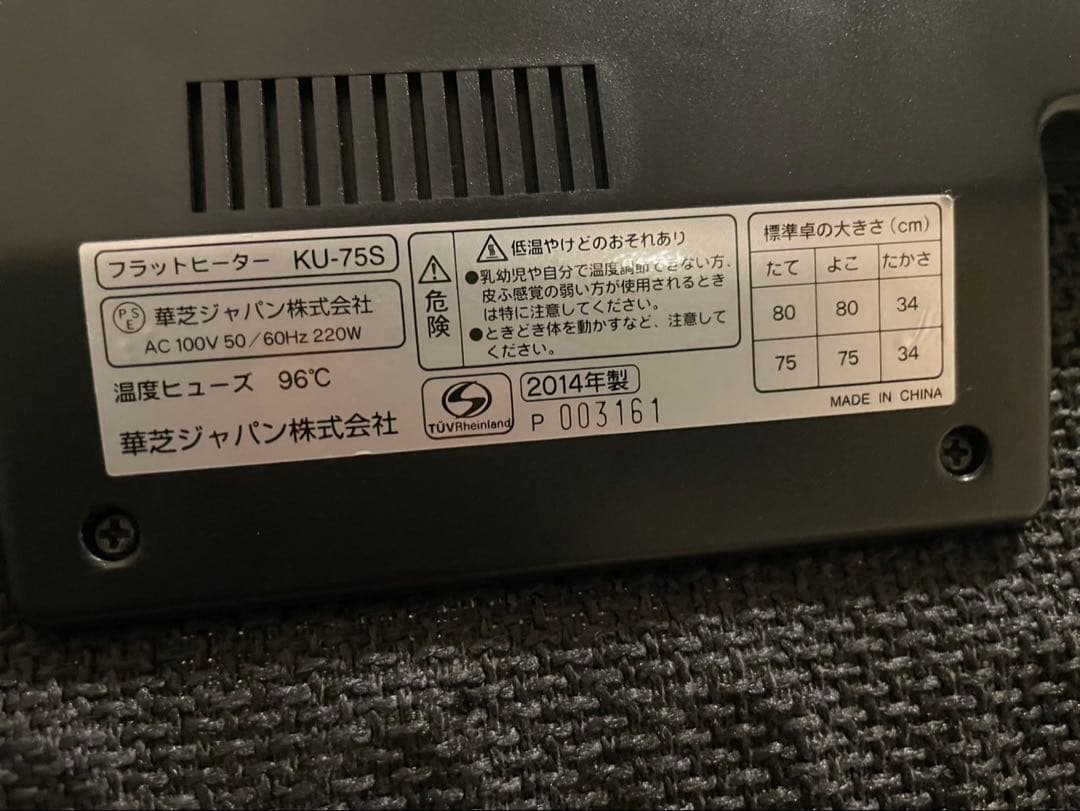 フラットヒーター KU-75S
PSE 華芝ジャパン株式会社
AC 100V 50/60Hz 220W
温度ヒューズ 96℃
華芝ジャパン株式会社
危険
低温やけどのおそれあり
●乳幼児や自分で温度調節できない方、
皮ふ感覚の弱い方が使用されるとき
は特に注意してください。
●ときどき体を動かすなど、注意して
ください。
TÜVRheinland
2014年製
P 003161
標準卓の大きさ(cm)
たて よこ たかさ
80 80 34
75 75 34
MADE IN CHINA